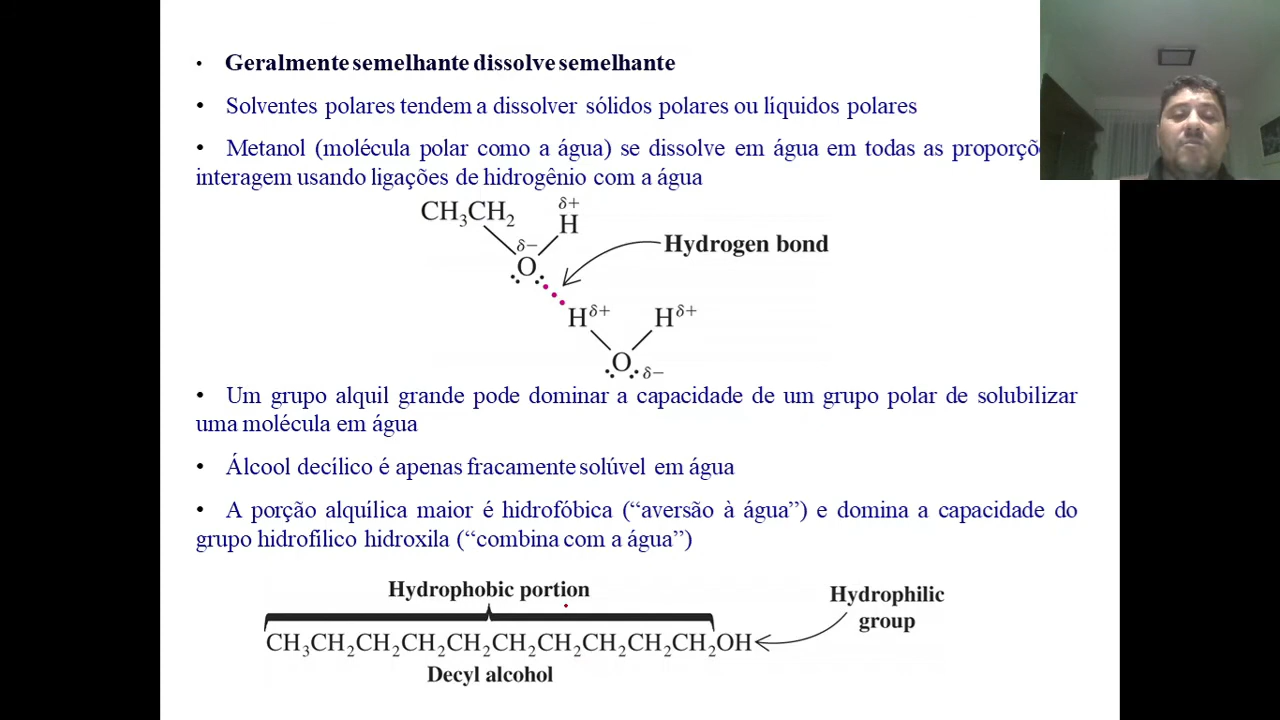 • Geralmente semelhante dissolve semelhante
• Solventes polares tendem a dissolver sólidos polares ou líquidos polares
• Metanol (molécula polar como a água) se dissolve em água em todas as
interagem usando ligações de hidrogênio com a água
CH₃CH₂ δ+
H
δ−
O
Hydrogen bond
H^δ+ H^δ+
O δ−
• Um grupo alquil grande pode dominar a capacidade de um grupo polar de solubilizar
uma molécula em água
• Álcool decílico é apenas fracamente solúvel em água
• A porção alquílica maior é hidrofóbica (“aversão à água”) e domina a capacidade do
grupo hidrofílico hidroxila (“combina com a água”)
Hydrophobic portion
Hydrophilic
group
CH₃CH₂CH₂CH₂CH₂CH₂CH₂CH₂CH₂CH₂OH
Decyl alcohol